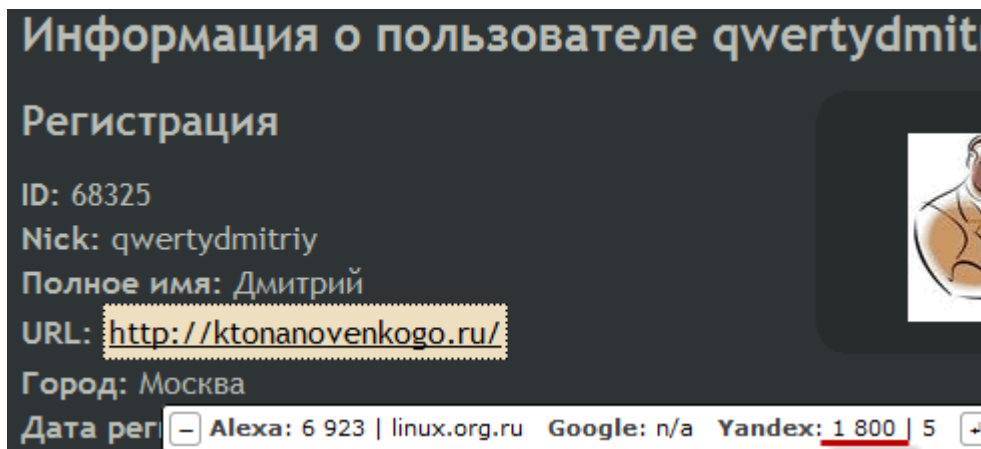 Информация о пользователе qwertydmit
Регистрация
ID: 68325
Nick: qwertydmitriy
Полное имя: Дмитрий
URL: http://ktonanovenkogo.ru/
Город: Москва
Дата рег
Alexa: 6 923 | linux.org.ru Google: n/a Yandex: 1 800 | 5